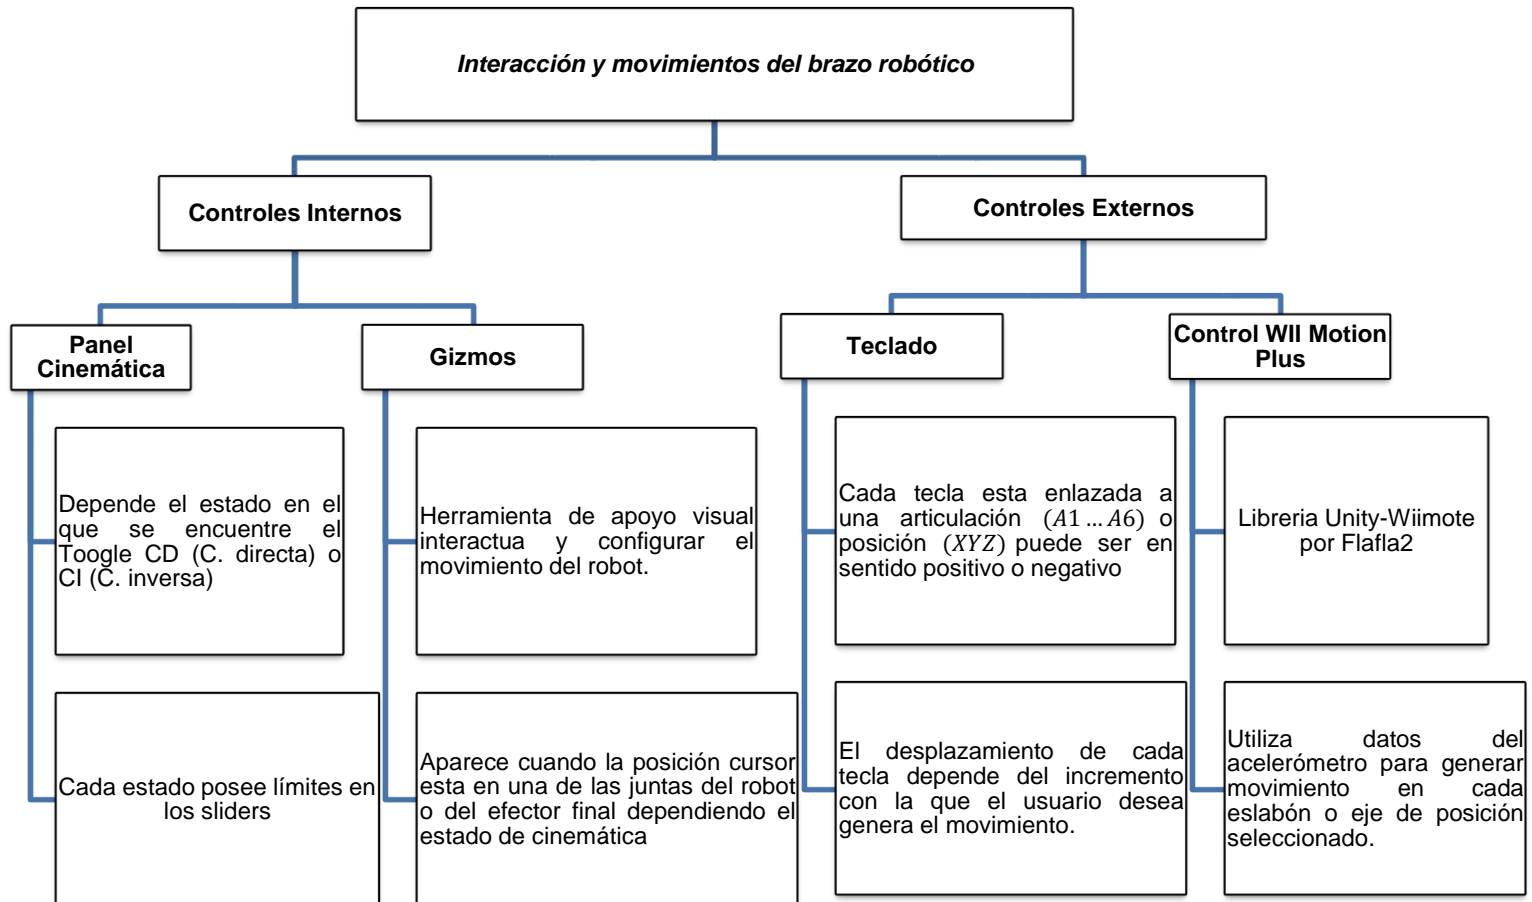 Interacción y movimientos del brazo robótico
Controles Internos
Controles Externos
Panel
Cinemática
Gizmos
Teclado
Control WII Motion
Plus
Depende el estado en el
que se encuentre el
Toogle CD (C. directa) o
CI (C. inversa)
Herramienta de apoyo visual
interactua y configurar el
movimiento del robot.
Cada tecla esta enlazada a
una articulación (A1 … A6) o
posición (XYZ) puede ser en
sentido positivo o negativo
Libreria Unity-Wiimote
por Flafla2
Cada estado posee límites en
los sliders
Aparece cuando la posición cursor
esta en una de las juntas del robot
o del efector final dependiendo el
estado de cinemática
El desplazamiento de cada
tecla depende del incremento
con la que el usuario desea
genera el movimiento.
Utiliza datos del
acelerómetro para generar
movimiento en cada
eslabón o eje de posición
seleccionado.